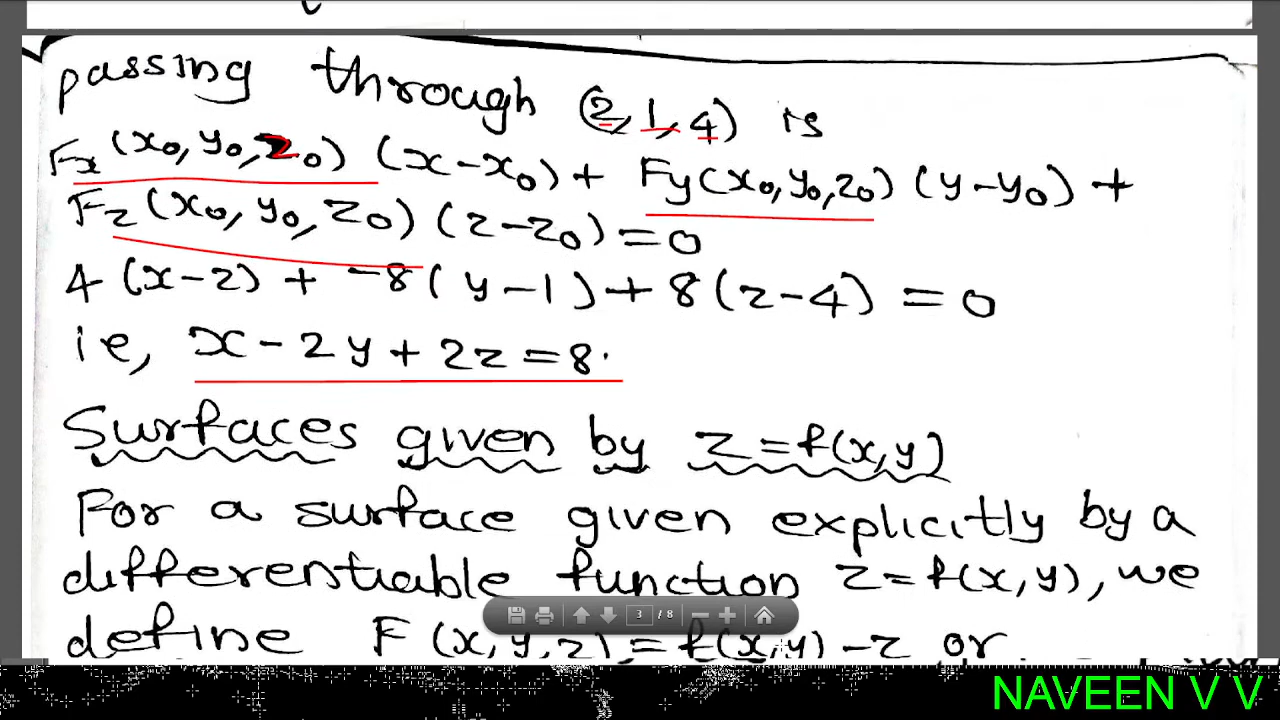 passing through (2, 1, 4) is
Fx (x0, y0, z0) (x-x0) + Fy (x0, y0, z0) (y-y0) +
Fz (x0, y0, z0) (z-z0) = 0
4 (x-2) + -8 (y-1) + 8 (z-4) = 0
ie, x - 2y + 2z = 8.
Surfaces given by z = f(x,y)
For a surface given explicitly by a
differentiable function z = f(x,y), we
define F (x,y,z) = f(x,y) - z or
3 / 8
NAVEEN V V